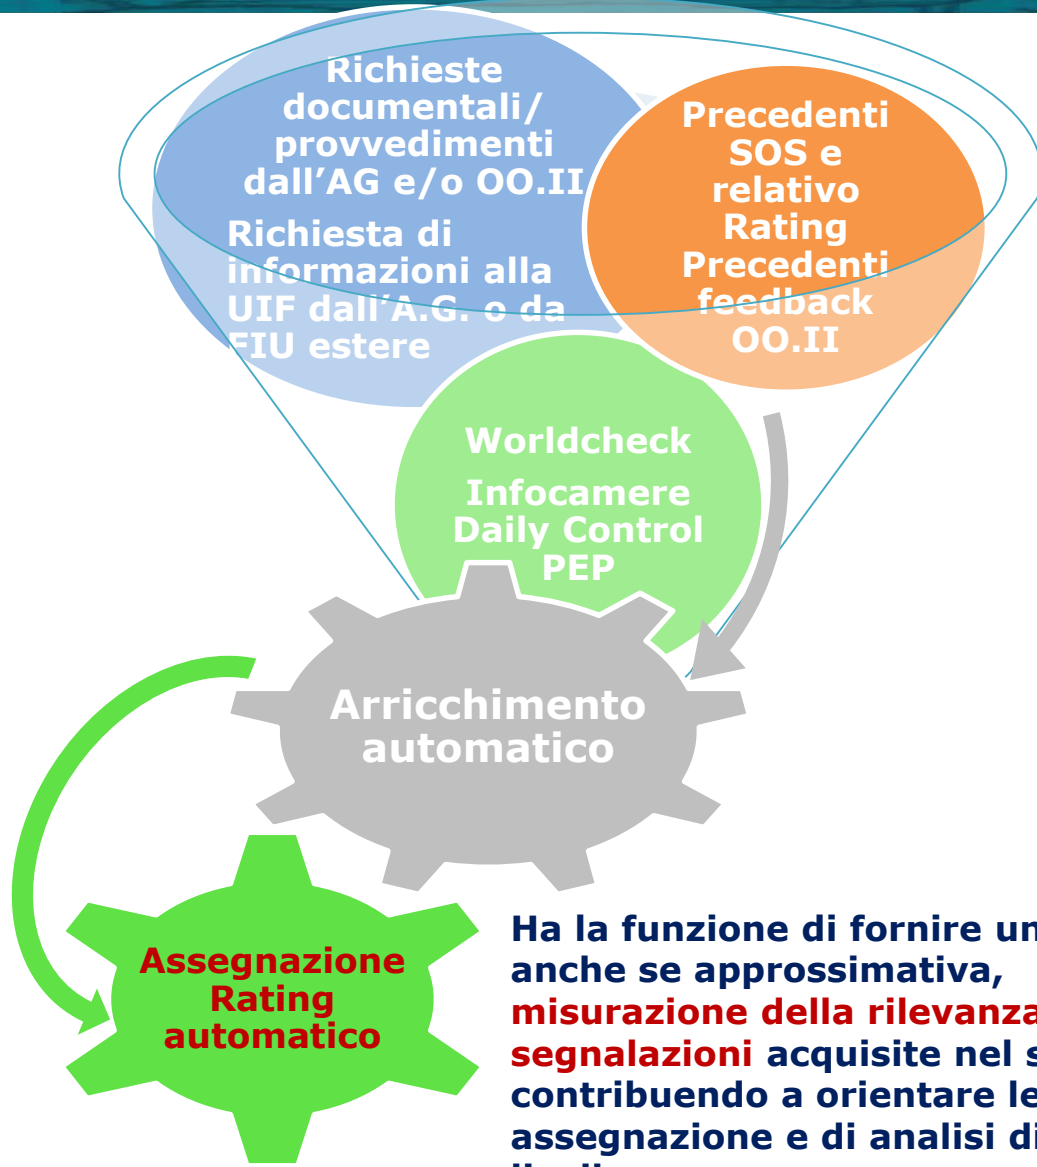 Richieste
documentali/
provvedimenti
dall'AG e/o OO.II
Richiesta di
informazioni alla
UIF dall'A.G. o da
FIU estere
Precedenti
SOS e
relativo
Rating
Precedenti
feedback
OO.II
Worldcheck
Infocamere
Daily Control
PEP
Arricchimento
automatico
Assegnazione
Rating
automatico
Ha la funzione di fornire un
anche se approssimativa,
misurazione della rilevanza
segnalazioni acquisite nel s
contribuendo a orientare le
assegnazione e di analisi di